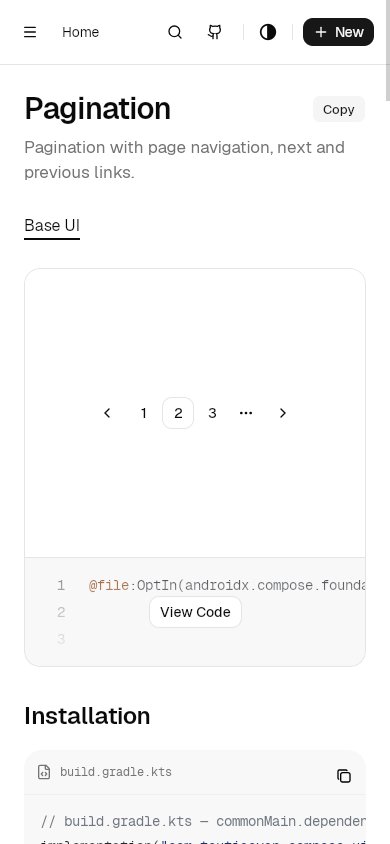 Home
New
Pagination
Copy
Pagination with page navigation, next and
previous links.
Base UI
1 2 3 ···
1 @file:OptIn(androidx.compose.founda
2
View Code
3
Installation
build.gradle.kts
// build.gradle.kts — commonMain.dependen